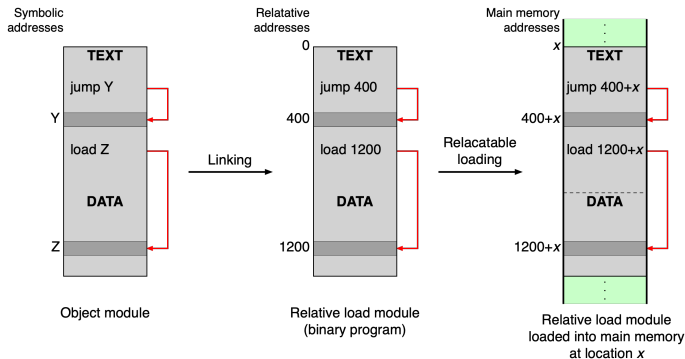 Symbolic
addresses
TEXT
jump Y
Y
load Z
DATA
Z
Object module
Linking
Relatative
addresses
0
TEXT
jump 400
400
load 1200
DATA
1200
Relative load module
(binary program)
Relacatable
loading
Main memory
addresses
x
TEXT
jump 400+x
400+x
load 1200+x
DATA
1200+x
Relative load module
loaded into main memory
at location x